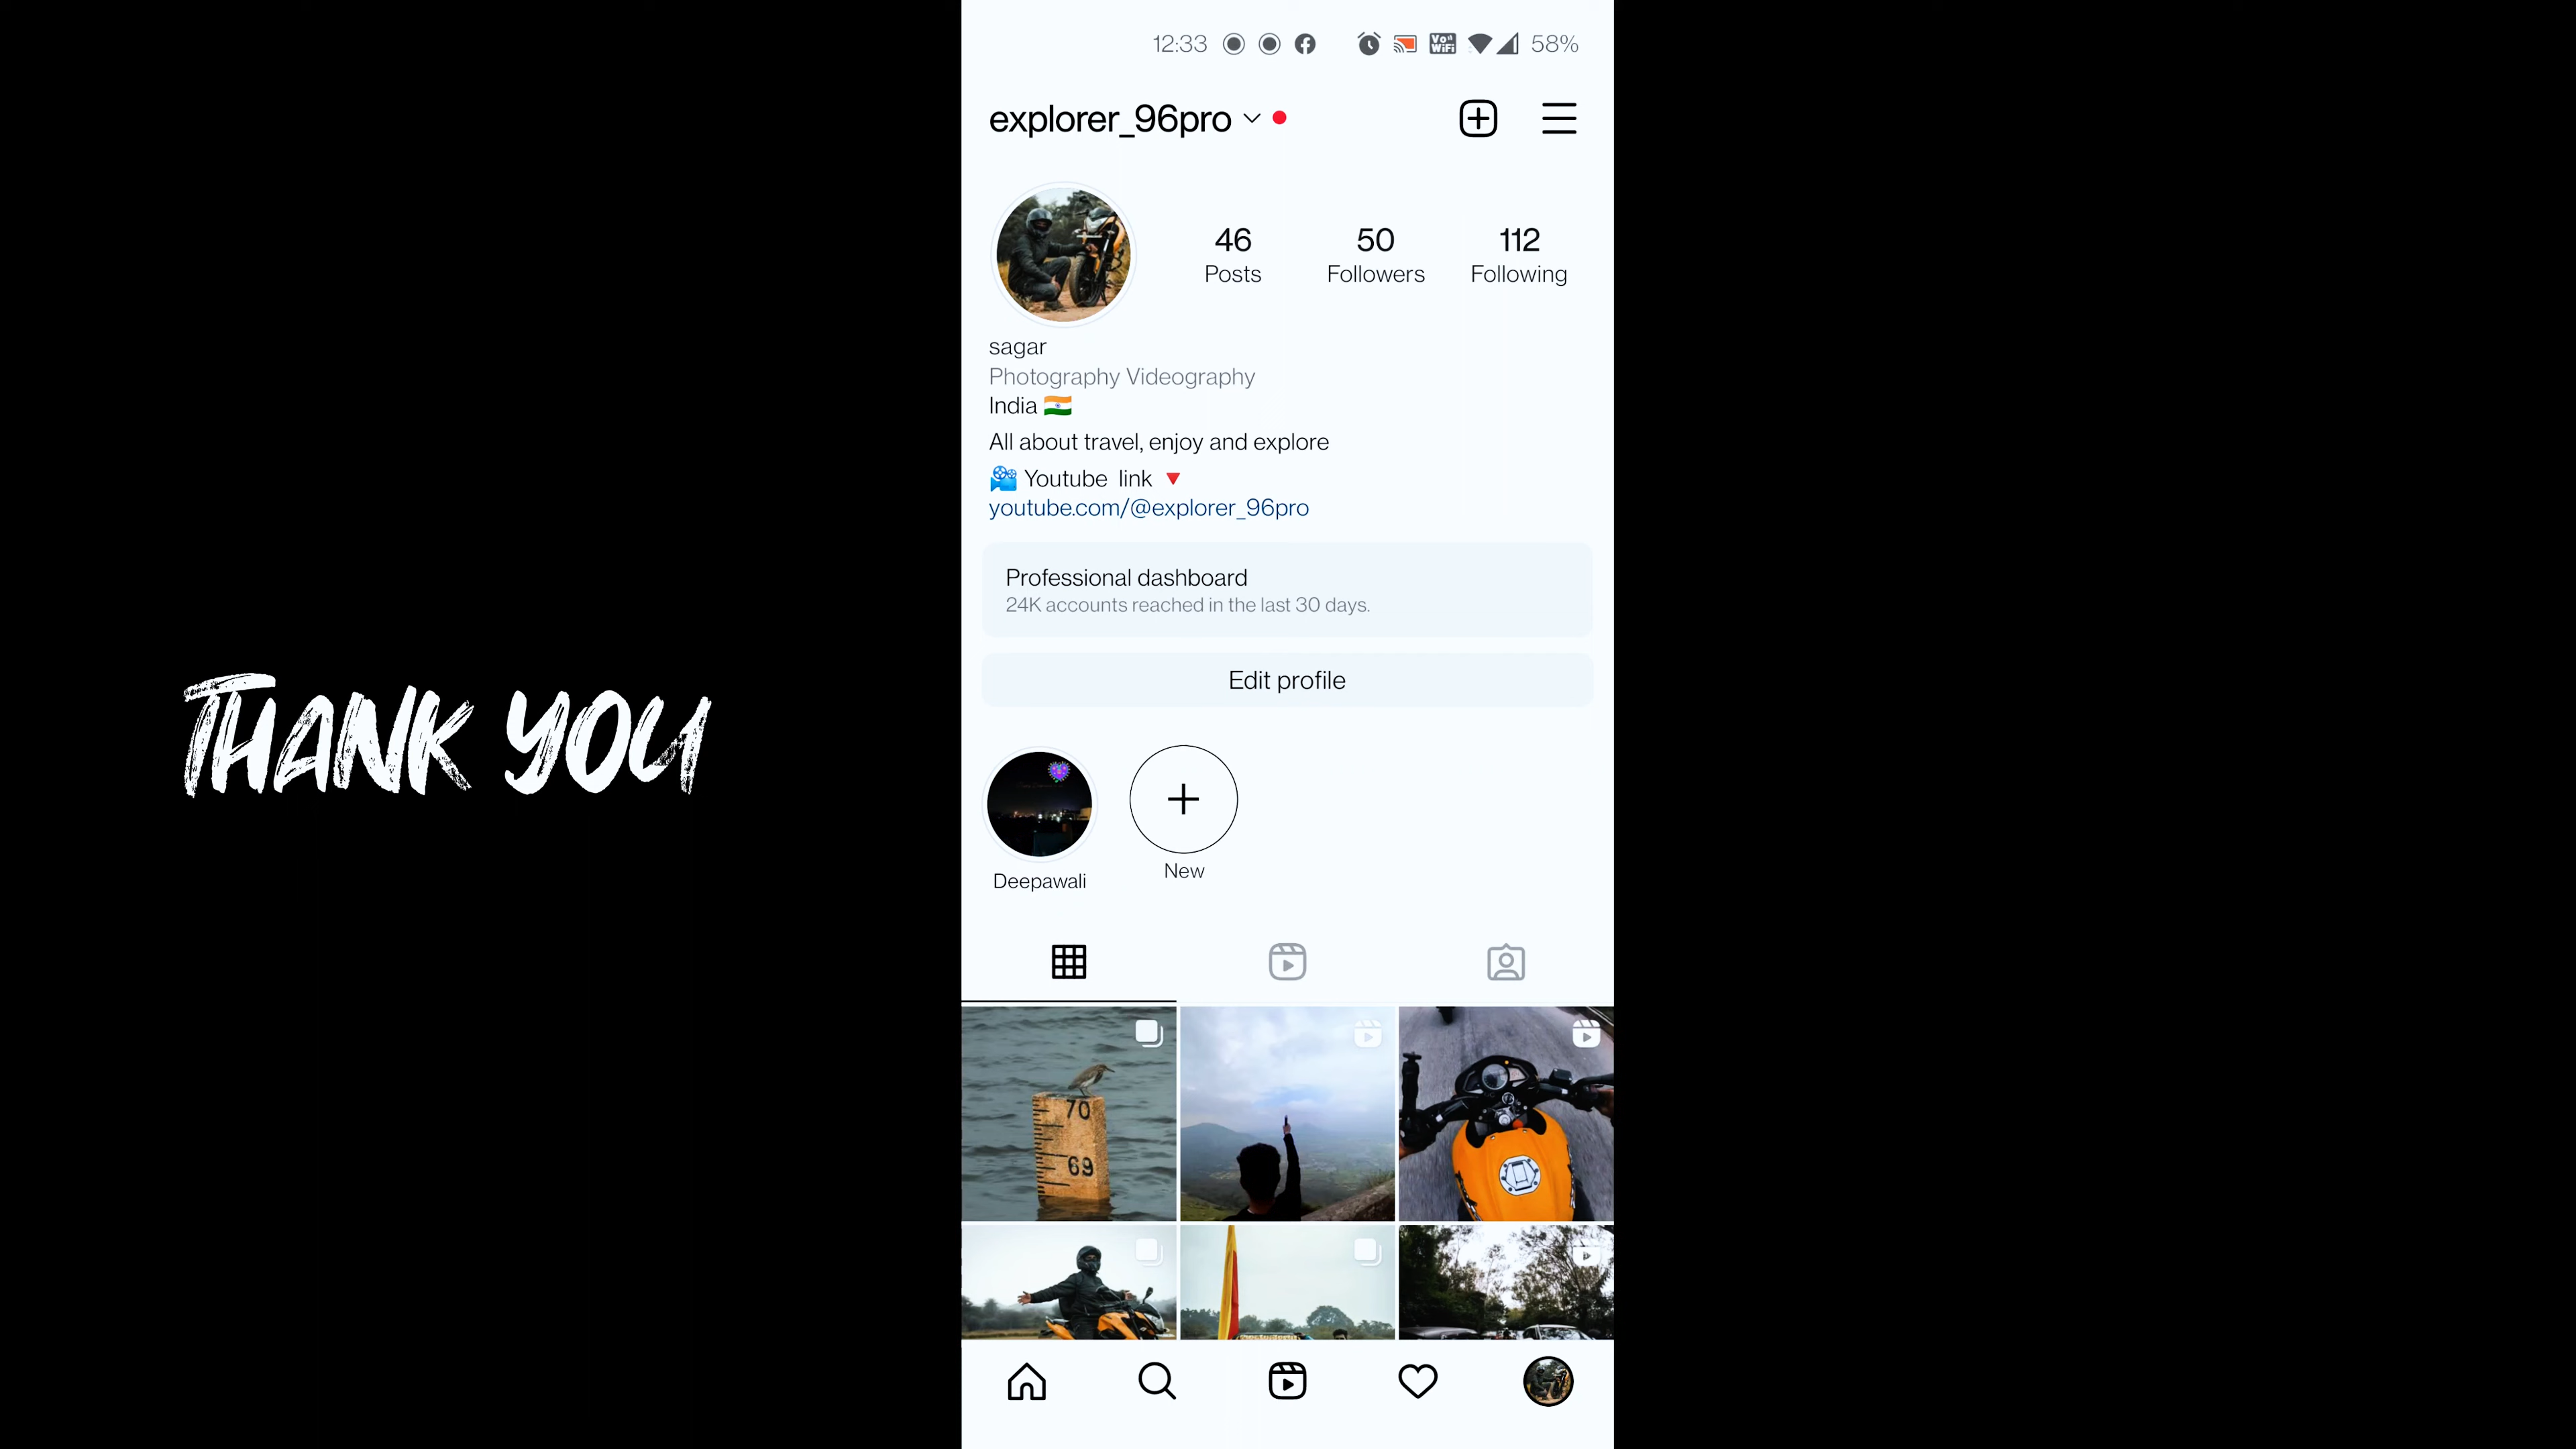 12:33 58%
explorer_96pro
46 50 112
Posts Followers Following
sagar
Photography Videography
India 🇮🇳
All about travel, enjoy and explore
🎥 Youtube link 🔻
youtube.com/@explorer_96pro
Professional dashboard
24K accounts reached in the last 30 days.
Edit profile
THANK YOU
Deepawali
New
70
69